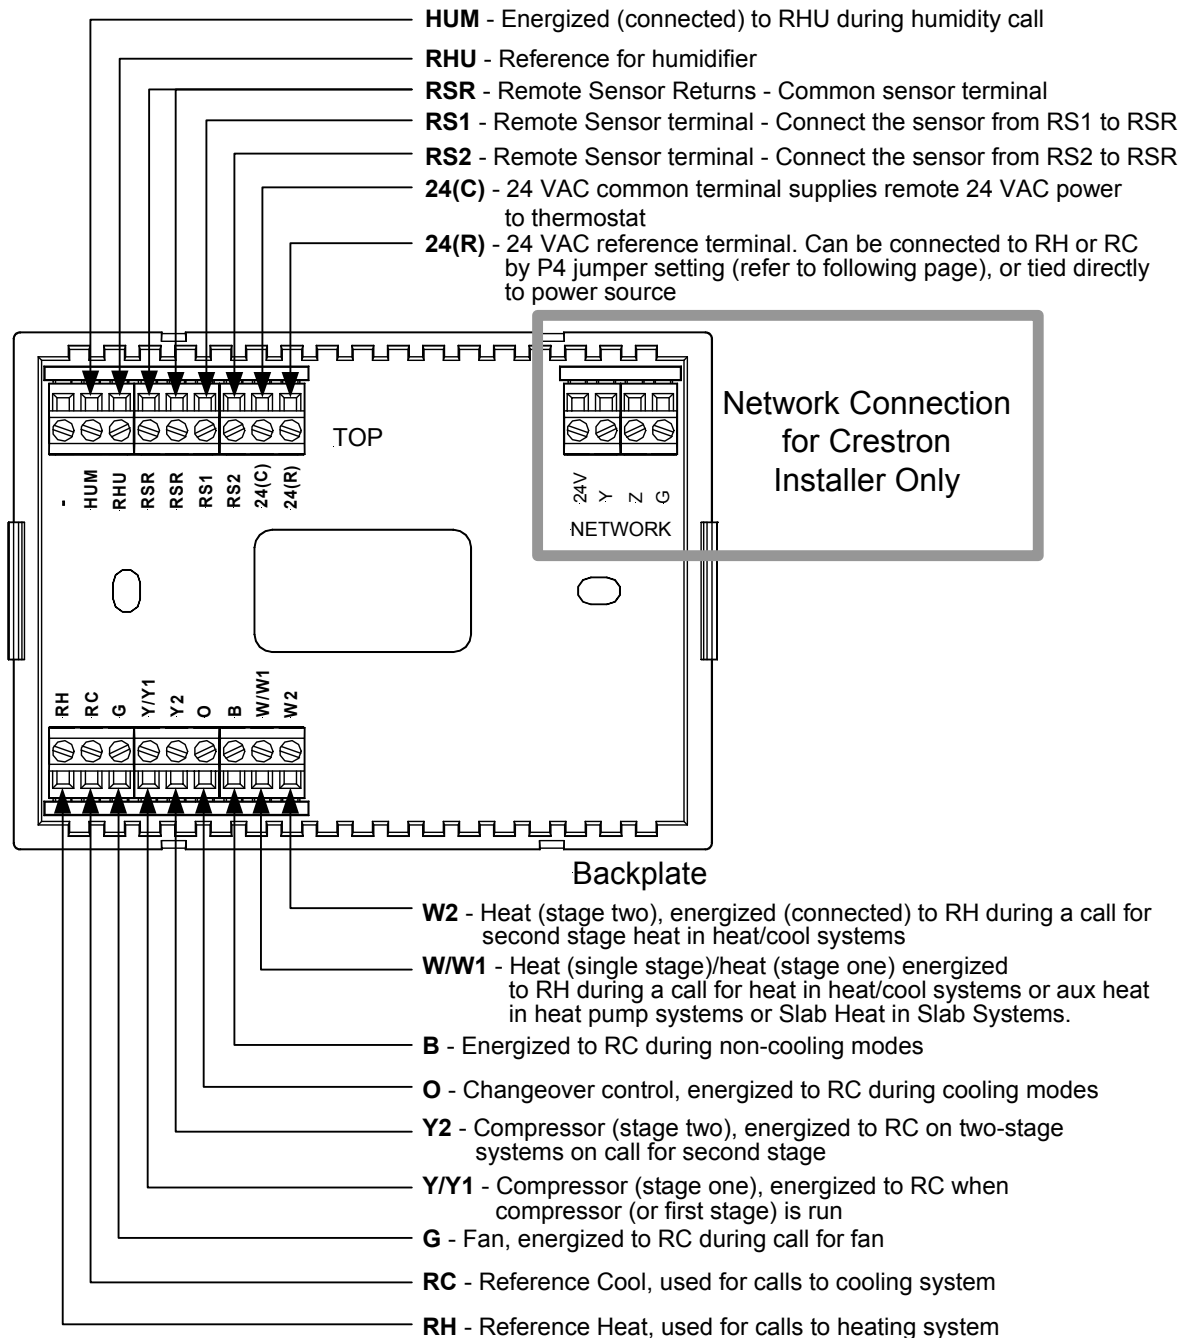 HUM - Energized (connected) to RHU during humidity call
RHU - Reference for humidifier
RSR - Remote Sensor Returns - Common sensor terminal
RS1 - Remote Sensor terminal - Connect the sensor from RS1 to RSR
RS2 - Remote Sensor terminal - Connect the sensor from RS2 to RSR
24(C) - 24 VAC common terminal supplies remote 24 VAC power
to thermostat
24(R) - 24 VAC reference terminal. Can be connected to RH or RC
by P4 jumper setting (refer to following page), or tied directly
to power source
Network Connection
for Crestron
Installer Only
TOP
- HUM RHU RSR RSR RS1 RS2 24(C) 24(R)
24V Y Z G
NETWORK
RH RC G Y/Y1 Y2 O B W/W1 W2
Backplate
W2 - Heat (stage two), energized (connected) to RH during a call for
second stage heat in heat/cool systems
W/W1 - Heat (single stage)/heat (stage one) energized
to RH during a call for heat in heat/cool systems or aux heat
in heat pump systems or Slab Heat in Slab Systems.
B - Energized to RC during non-cooling modes
O - Changeover control, energized to RC during cooling modes
Y2 - Compressor (stage two), energized to RC on two-stage
systems on call for second stage
Y/Y1 - Compressor (stage one), energized to RC when
compressor (or first stage) is run
G - Fan, energized to RC during call for fan
RC - Reference Cool, used for calls to cooling system
RH - Reference Heat, used for calls to heating system